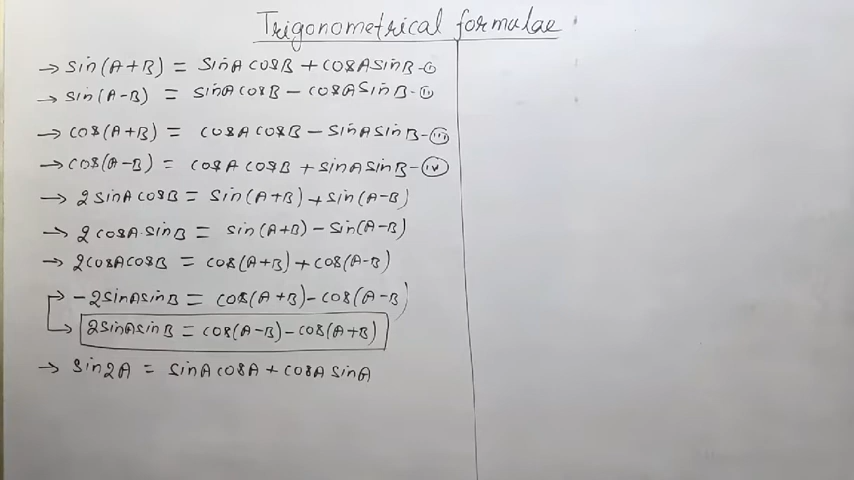 Trigonometrical formulae
→ sin(A+B) = sinA cosB + cosA sinB - (i)
→ sin(A-B) = sinA cosB - cosA sinB - (ii)
→ cos(A+B) = cosA cosB - sinA sinB - (iii)
→ cos(A-B) = cosA cosB + sinA sinB - (iv)
→ 2 sinA cosB = sin(A+B) + sin(A-B)
→ 2 cosA.sinB = sin(A+B) - sin(A-B)
→ 2cosA cosB = cos(A+B) + cos(A-B)
→ -2sinA sinB = cos(A+B) - cos(A-B)
→ 2sinA sinB = cos(A-B) - cos(A+B)
→ sin2A = sinA cosA + cosA sinA